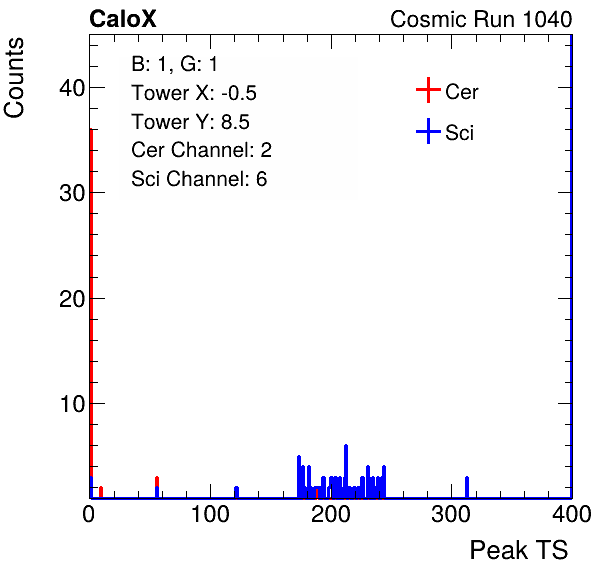 CaloX Cosmic Run 1040
Counts
B: 1, G: 1
Tower X: -0.5
Tower Y: 8.5
Cer Channel: 2
Sci Channel: 6
Cer
Sci
40
30
20
10
0 100 200 300 400
Peak TS